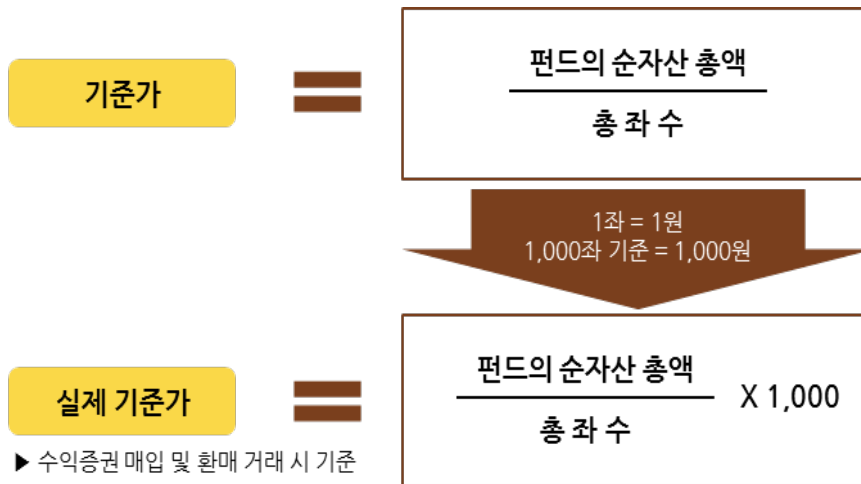 기준가
펀드의 순자산 총액
총 좌 수
1좌 = 1원
1,000좌 기준 = 1,000원
실제 기준가
펀드의 순자산 총액
총 좌 수
X 1,000
▶ 수익증권 매입 및 환매 거래 시 기준